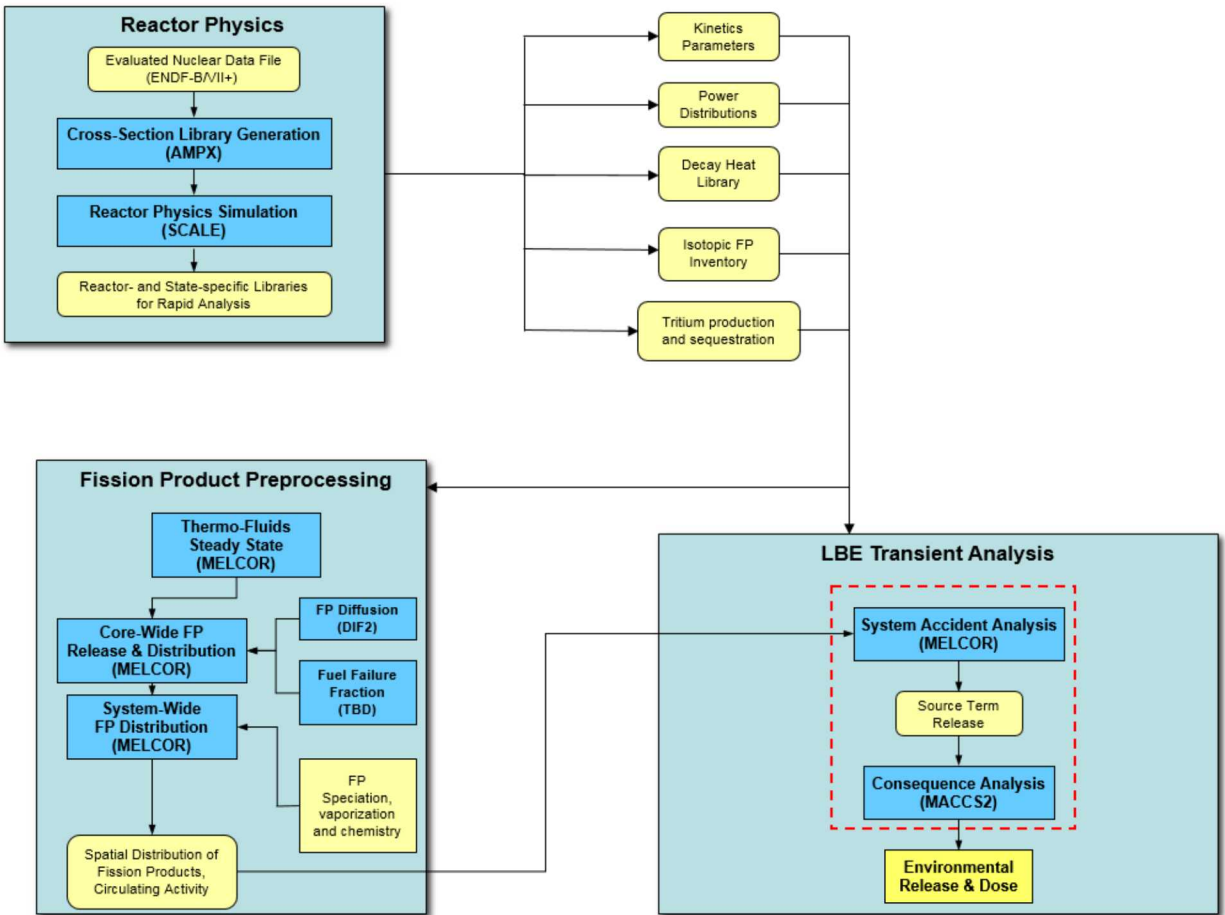 Reactor Physics
Evaluated Nuclear Data File
(ENDF-B/VII+)
Cross-Section Library Generation
(AMPX)
Reactor Physics Simulation
(SCALE)
Reactor- and State-specific Libraries
for Rapid Analysis
Kinetics
Parameters
Power
Distributions
Decay Heat
Library
Isotopic FP
Inventory
Tritium production
and sequestration
Fission Product Preprocessing
Thermo-Fluids
Steady State
(MELCOR)
Core-Wide FP
Release & Distribution
(MELCOR)
FP Diffusion
(DIF2)
Fuel Failure
Fraction
(TBD)
System-Wide
FP Distribution
(MELCOR)
FP
Speciation,
vaporization
and chemistry
Spatial Distribution of
Fission Products,
Circulating Activity
LBE Transient Analysis
System Accident Analysis
(MELCOR)
Source Term
Release
Consequence Analysis
(MACCS2)
Environmental
Release & Dose